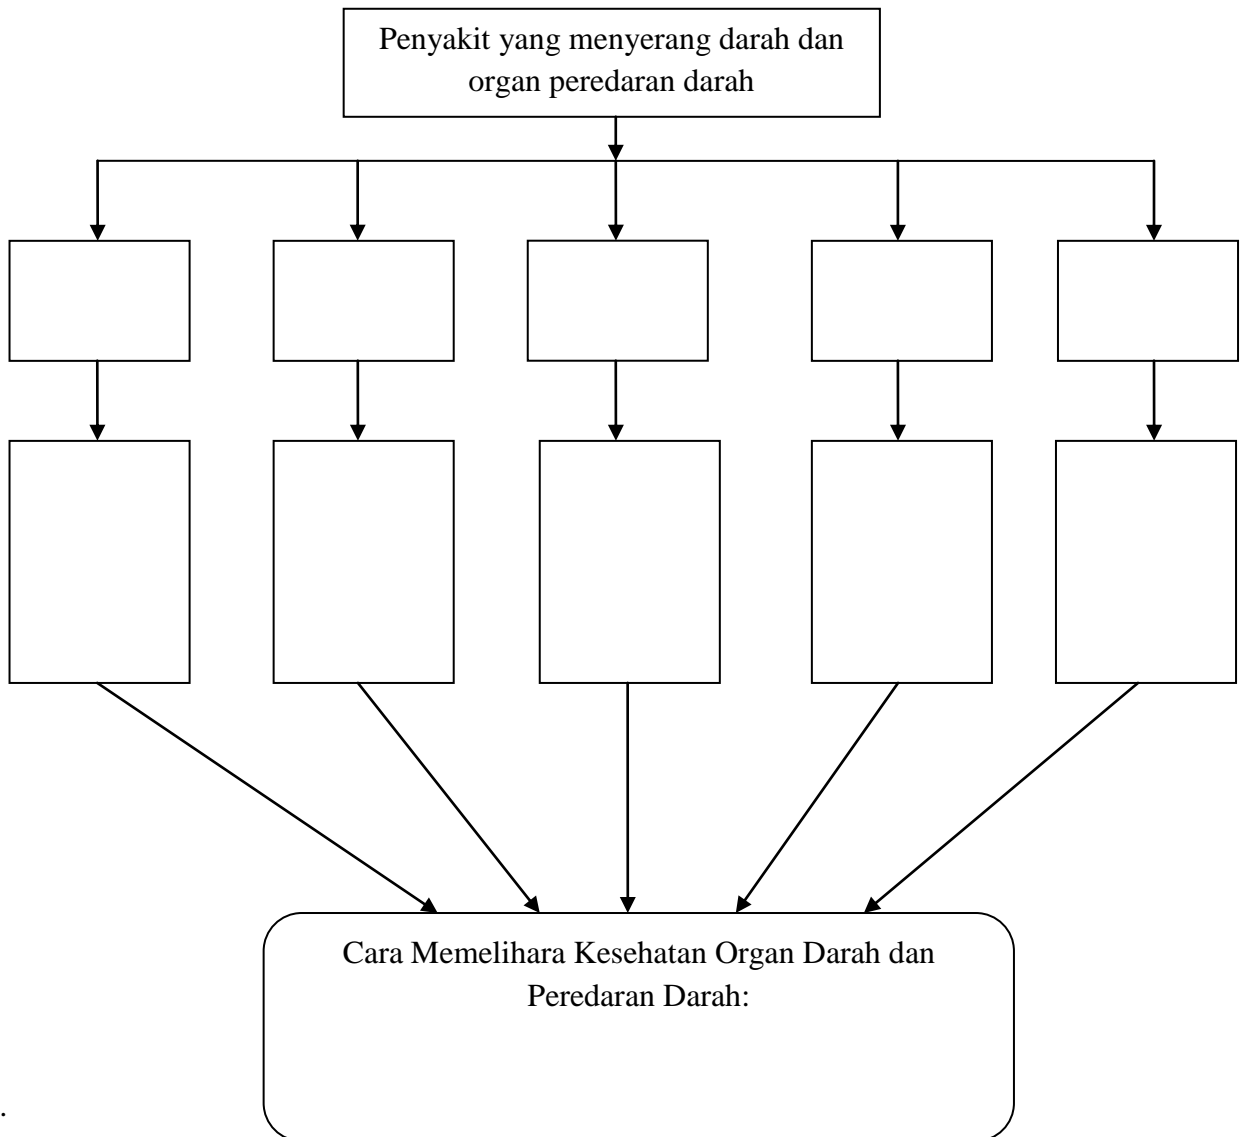 Penyakit yang menyerang darah dan
organ peredaran darah
Cara Memelihara Kesehatan Organ Darah dan
Peredaran Darah:
.